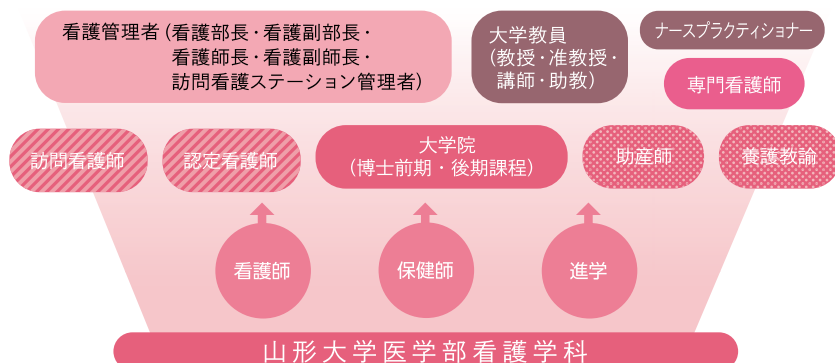 看護管理者（看護部長・看護副部長・
看護師長・看護副師長・
訪問看護ステーション管理者）
大学教員
（教授・准教授・
講師・助教）
ナースプラクティショナー
専門看護師
訪問看護師
認定看護師
大学院
（博士前期・後期課程）
助産師
養護教諭
看護師
保健師
進学
山形大学医学部看護学科